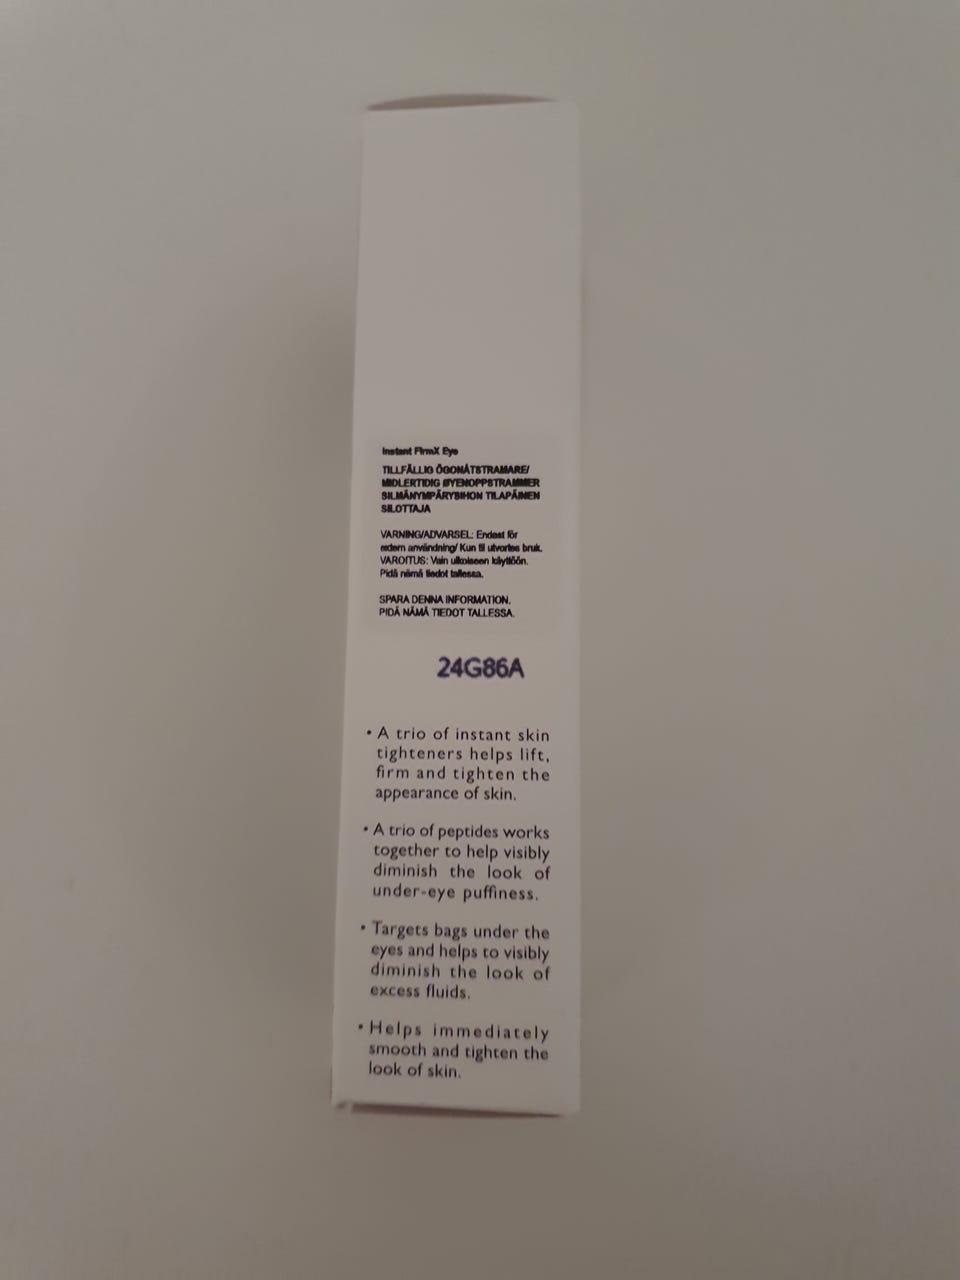 Instant FirmX Eye
TILLFÄLLIG ÖGONÅTSTRAMARE/
MIDLERTIDIG ØYENOPPSTRAMMER
SILMÄNYMPÄRYSIHON TILAPÄINEN
SILOTTAJA
VARNING/ADVARSEL: Endast för
extern användning/ Kun til utvortes bruk.
VAROITUS: Vain ulkoiseen käyttöön.
Pidä nämä tiedot tallessa.
SPARA DENNA INFORMATION.
PIDÄ NÄMÄ TIEDOT TALLESSA.
24G86A
• A trio of instant skin
tighteners helps lift,
firm and tighten the
appearance of skin.
• A trio of peptides works
together to help visibly
diminish the look of
under-eye puffiness.
• Targets bags under the
eyes and helps to visibly
diminish the look of
excess fluids.
• Helps immediately
smooth and tighten the
look of skin.